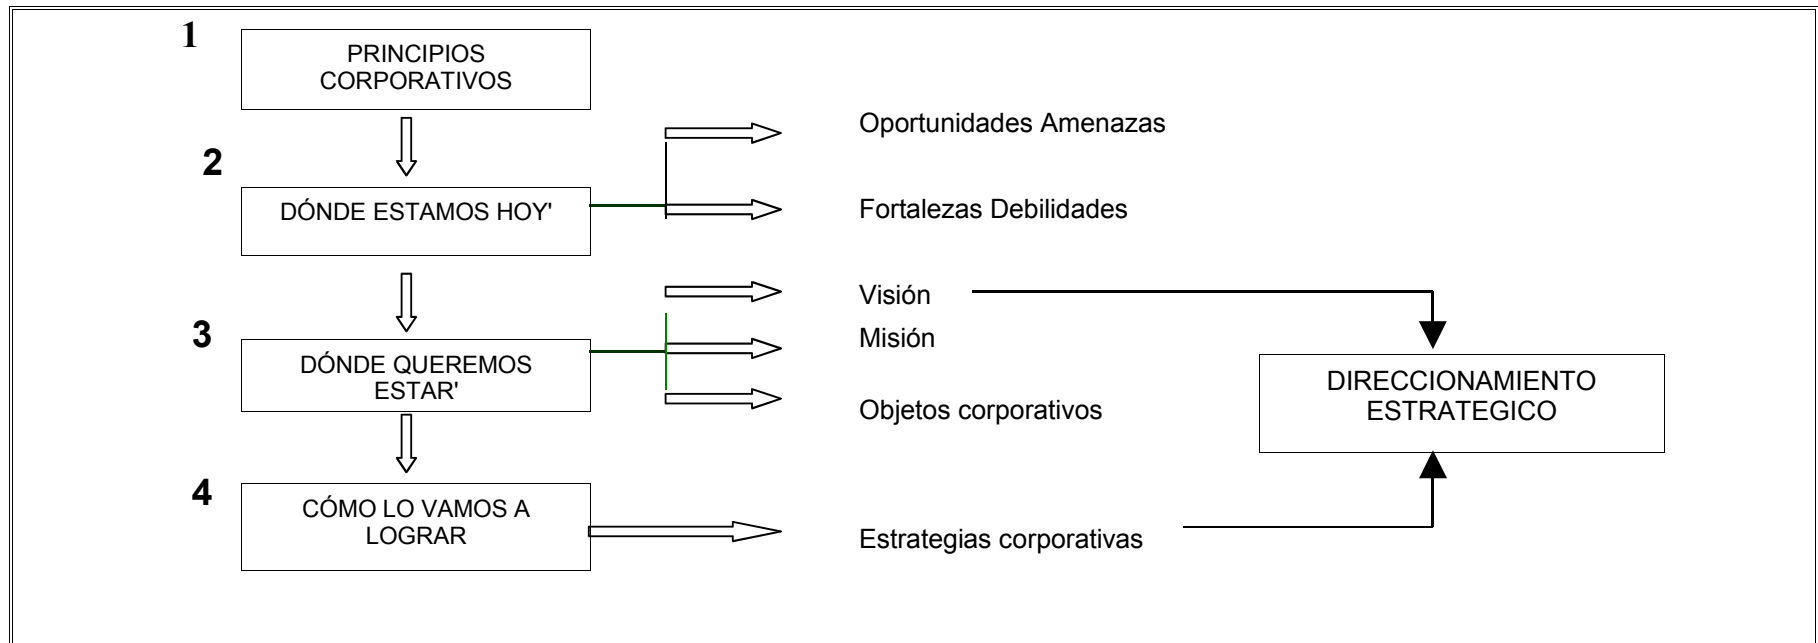 1
PRINCIPIOS
CORPORATIVOS
Oportunidades Amenazas
2
DÓNDE ESTAMOS HOY'
Fortalezas Debilidades
Visión
3
Misión
DÓNDE QUEREMOS
ESTAR'
Objetos corporativos
DIRECCIONAMIENTO
ESTRATEGICO
4
CÓMO LO VAMOS A
LOGRAR
Estrategias corporativas